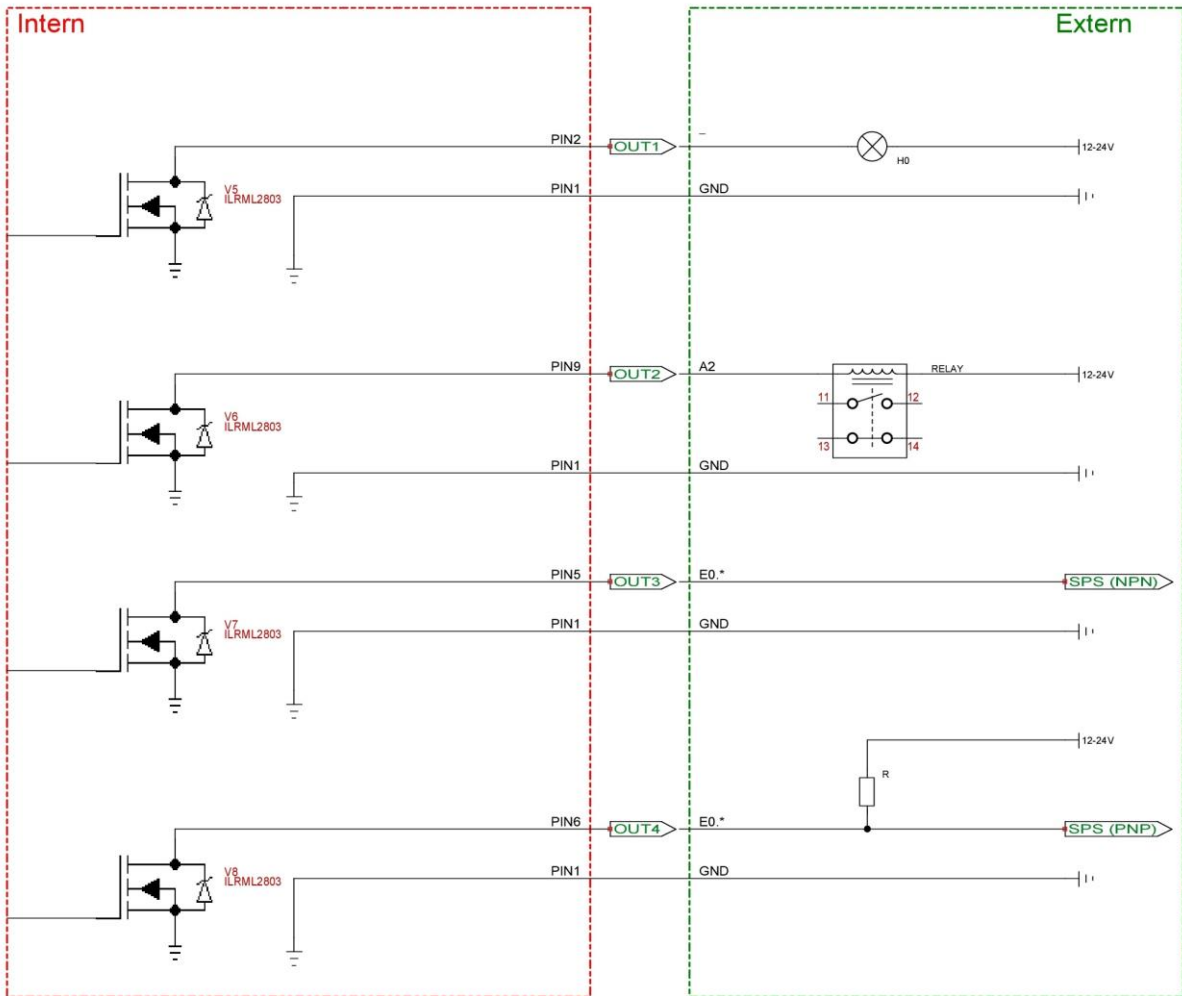 Intern
Extern
PIN2
OUT1
–
H0
12-24V
V5
ILRML2803
PIN1
GND
PIN9
OUT2
A2
RELAY
12-24V
11
12
V6
ILRML2803
13
14
PIN1
GND
PIN5
OUT3
E0.*
SPS (NPN)
V7
ILRML2803
PIN1
GND
12-24V
R
PIN6
OUT4
E0.*
SPS (PNP)
V8
ILRML2803
PIN1
GND